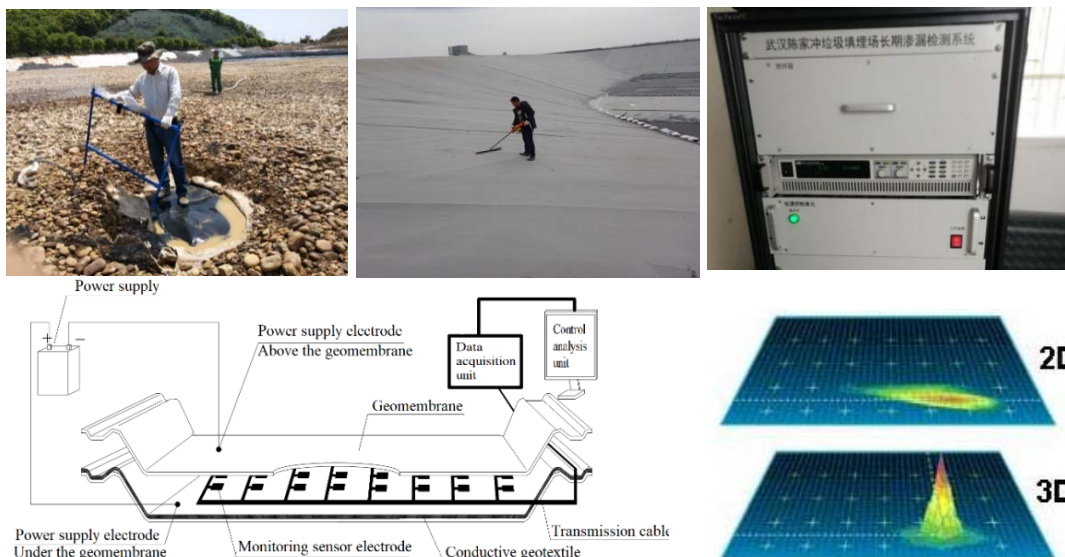 武汉陈家冲垃圾填埋场长期渗漏检测系统
Power supply
+
−
Power supply electrode
Above the geomembrane
Data
acquisition
unit
Control
analysis
unit
Geomembrane
Power supply electrode
Under the geomembrane
Monitoring sensor electrode
Conductive geotextile
Transmission cable
2D
3D